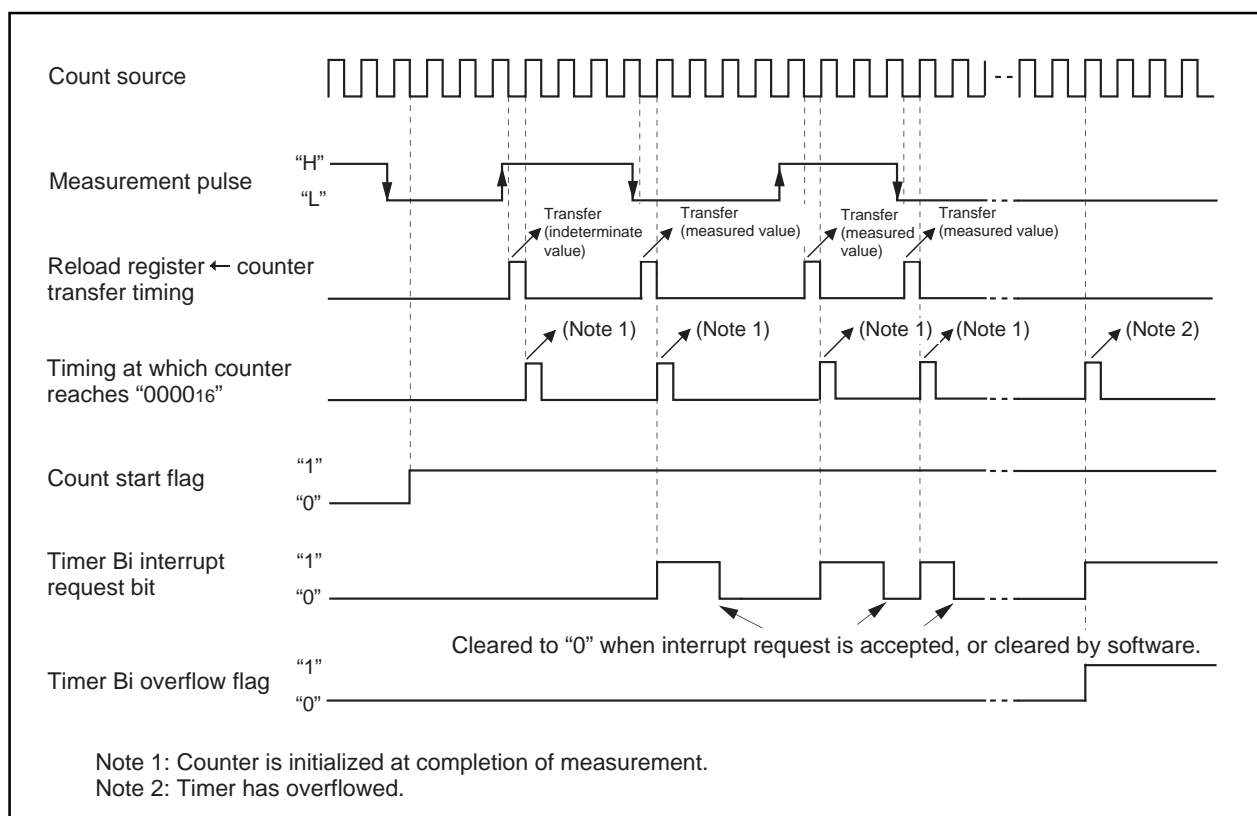 Count source
“H”
Measurement pulse
“L”
Transfer
(indeterminate
value)
Transfer
(measured value)
Transfer
(measured
value)
Transfer
(measured value)
Reload register ← counter
transfer timing
(Note 1)
(Note 1)
(Note 1)
(Note 1)
(Note 2)
Timing at which counter
reaches “000016”
“1”
Count start flag
“0”
Timer Bi interrupt
request bit
“1”
“0”
Cleared to “0” when interrupt request is accepted, or cleared by software.
“1”
Timer Bi overflow flag
“0”
Note 1: Counter is initialized at completion of measurement.
Note 2: Timer has overflowed.